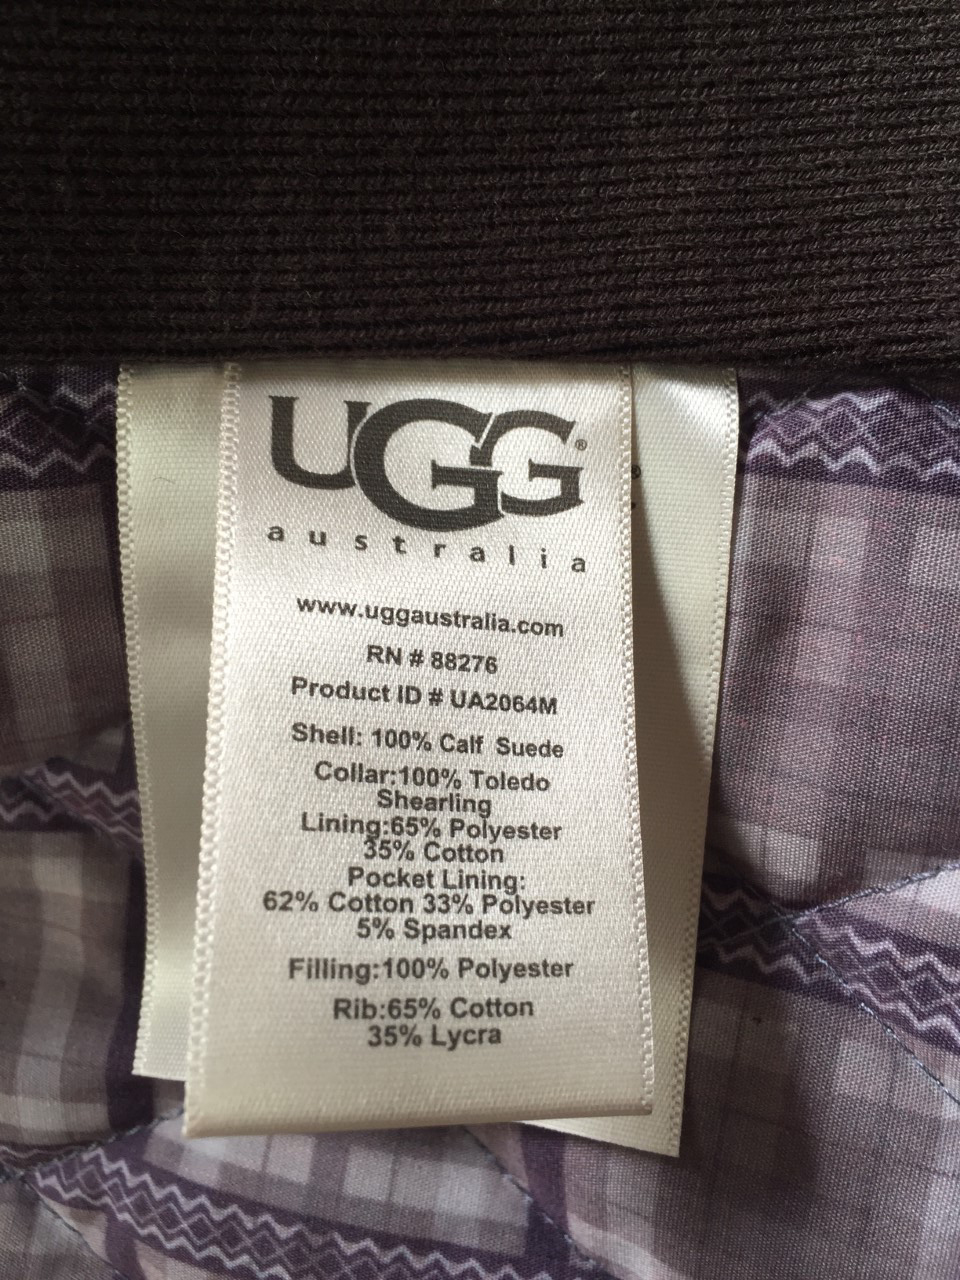 UGG®
australia
www.uggaustralia.com
RN # 88276
Product ID # UA2064M
Shell: 100% Calf Suede
Collar:100% Toledo
Shearling
Lining:65% Polyester
35% Cotton
Pocket Lining:
62% Cotton 33% Polyester
5% Spandex
Filling:100% Polyester
Rib:65% Cotton
35% Lycra